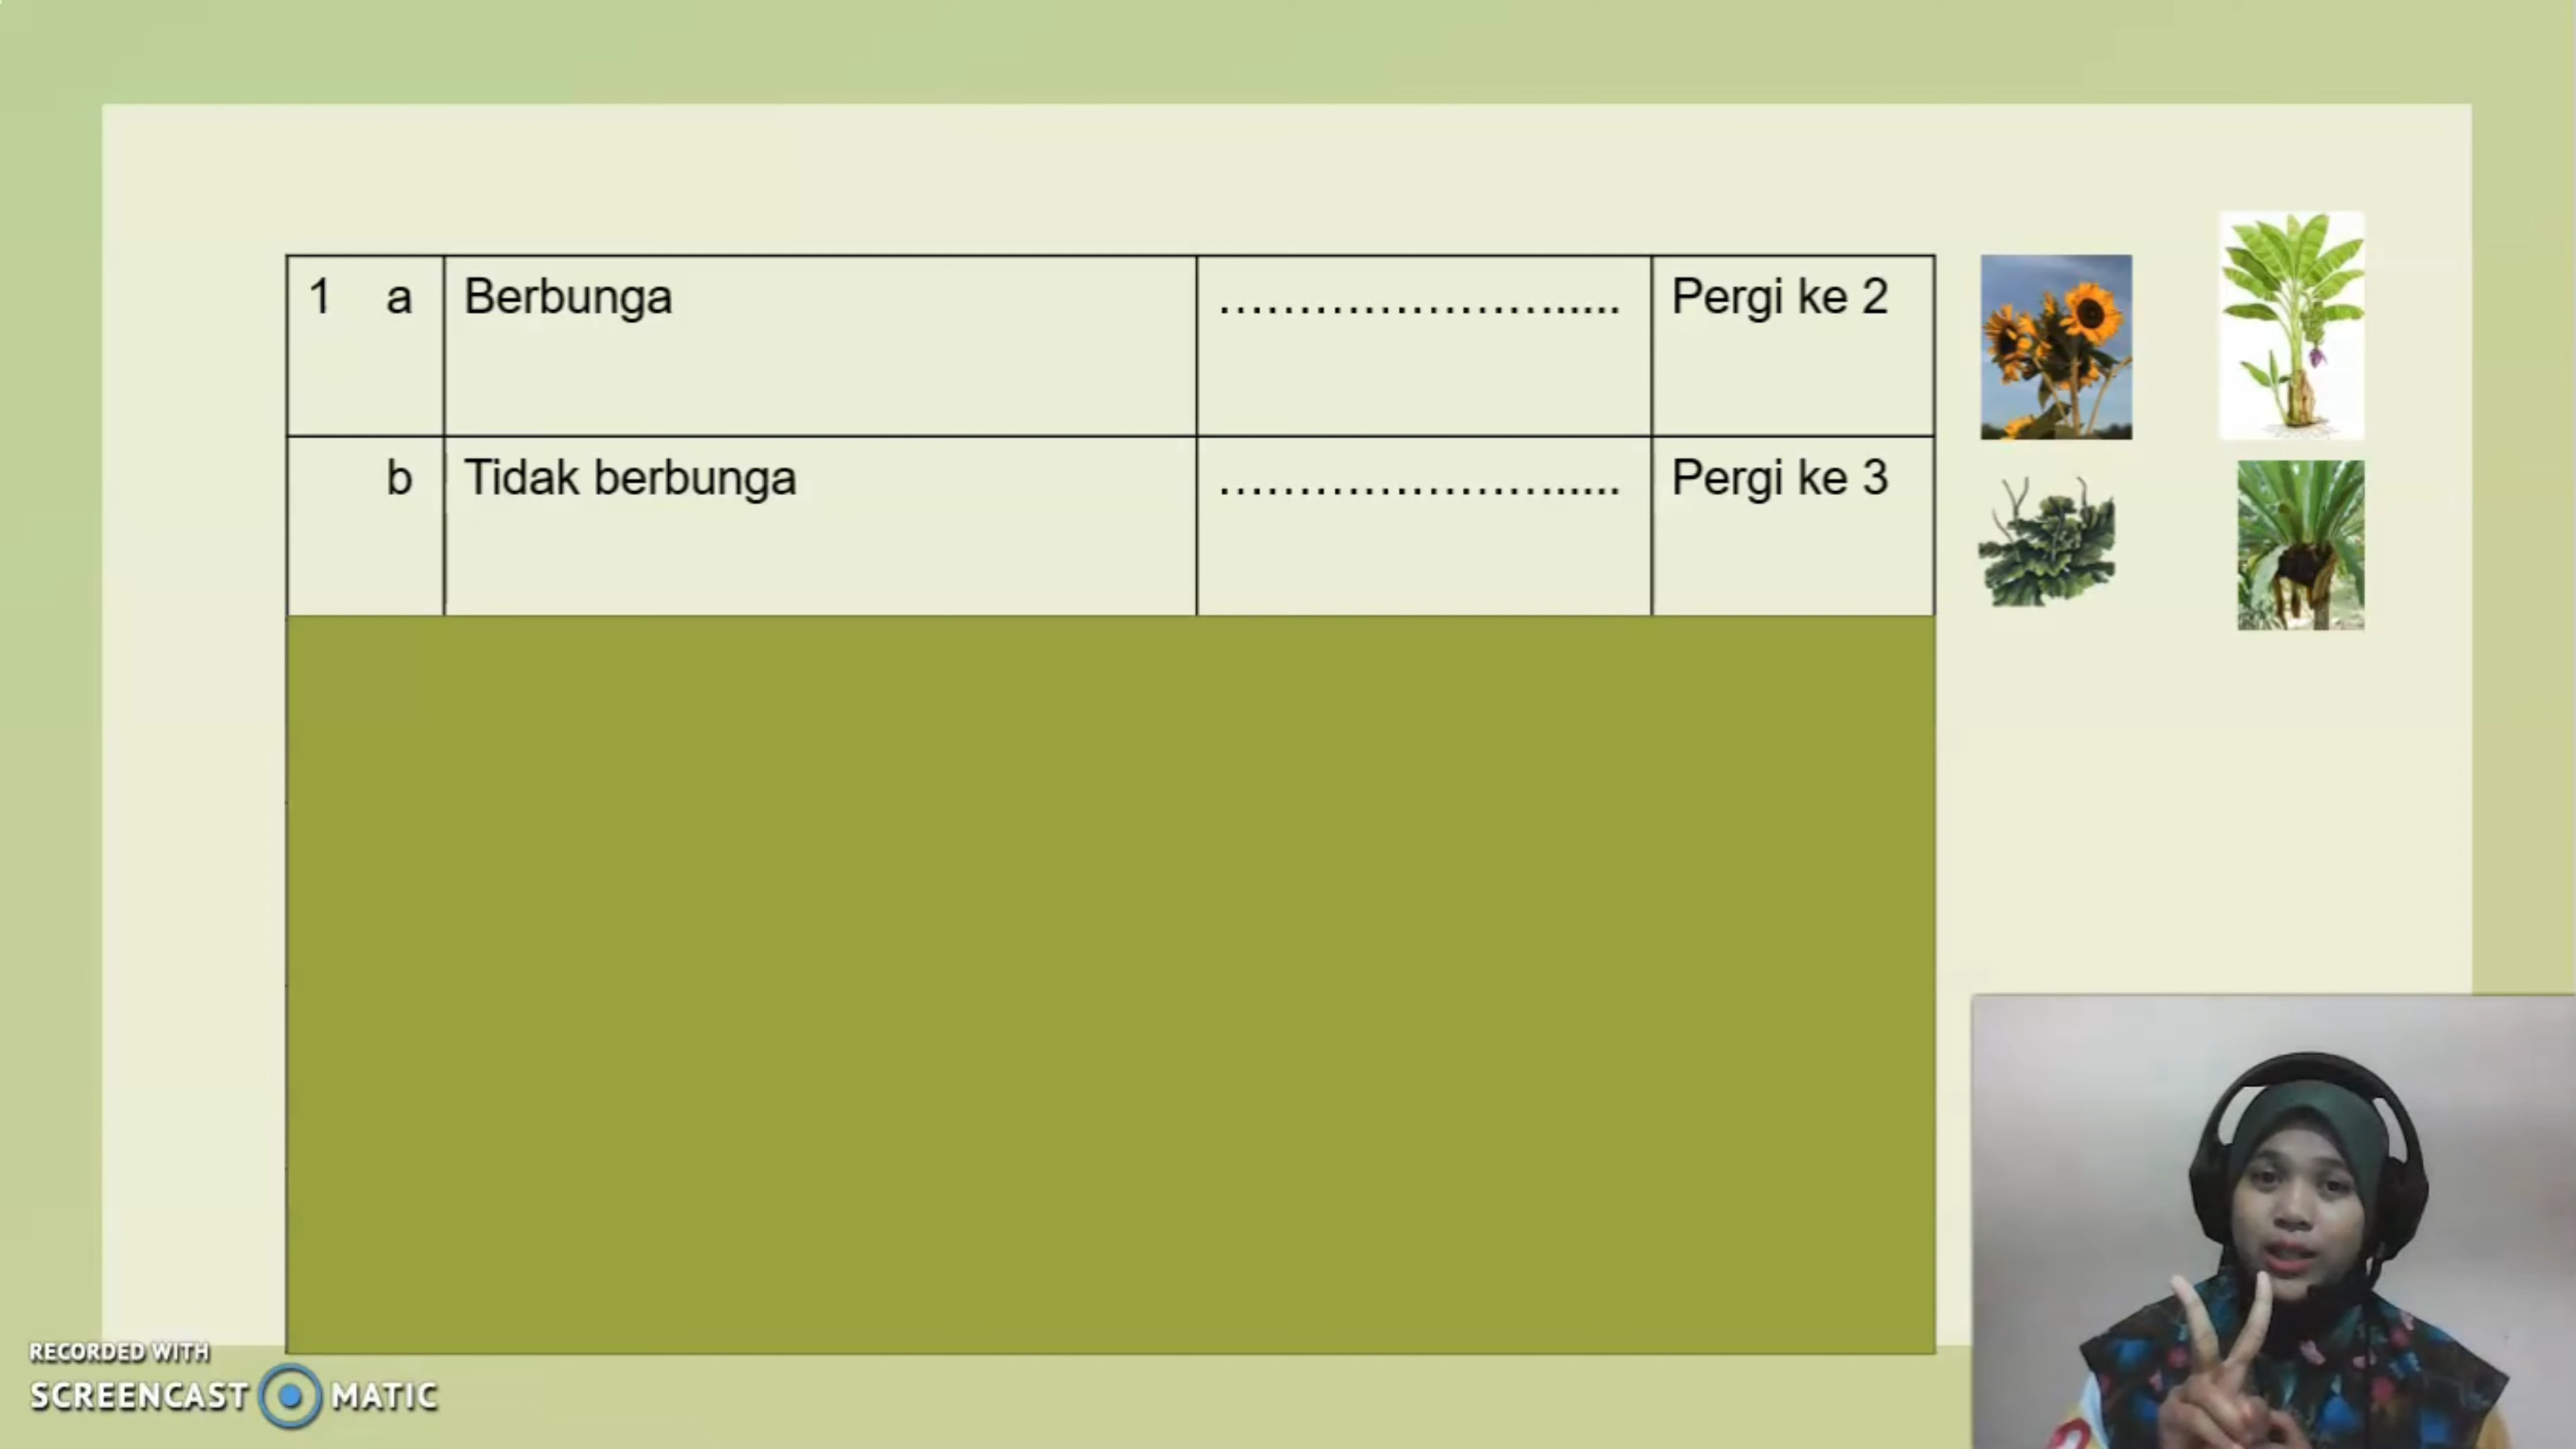 1 a Berbunga ………………………..... Pergi ke 2
b Tidak berbunga ………………………..... Pergi ke 3
RECORDED WITH
SCREENCAST MATIC